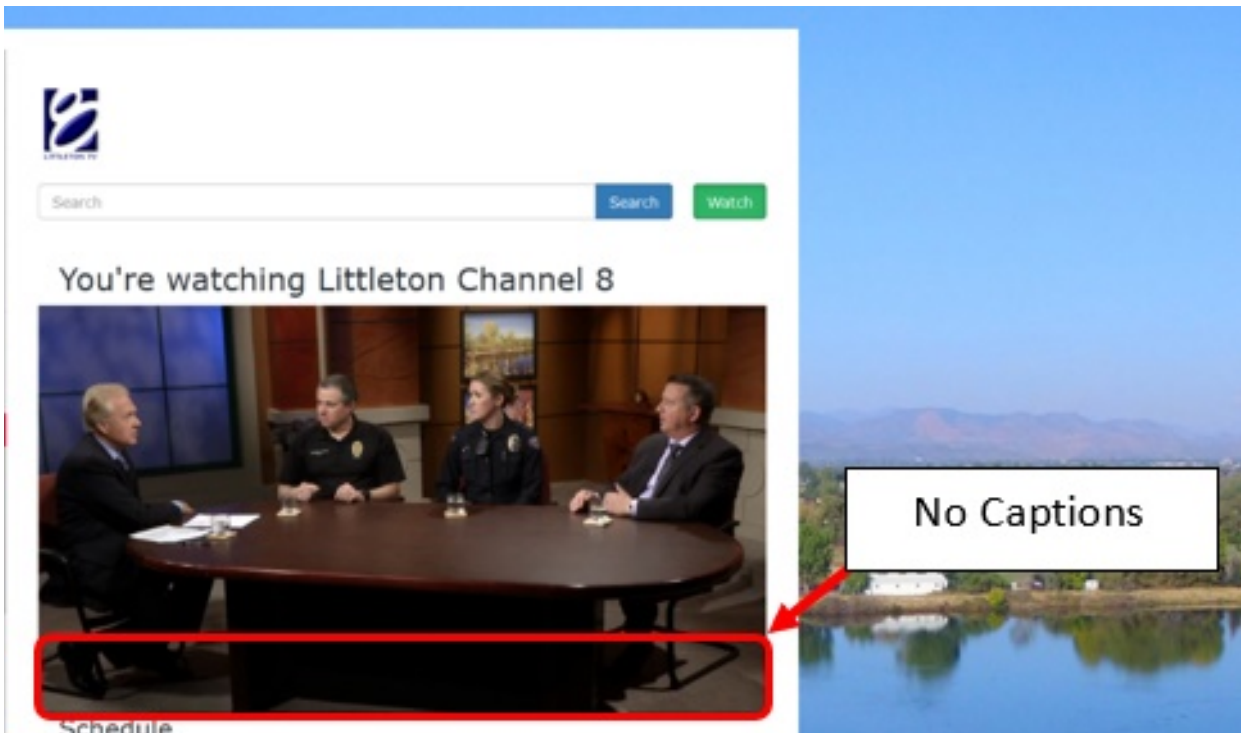 LITTLETON TV
Search
Search
Watch
You're watching Littleton Channel 8
No Captions
Schedule